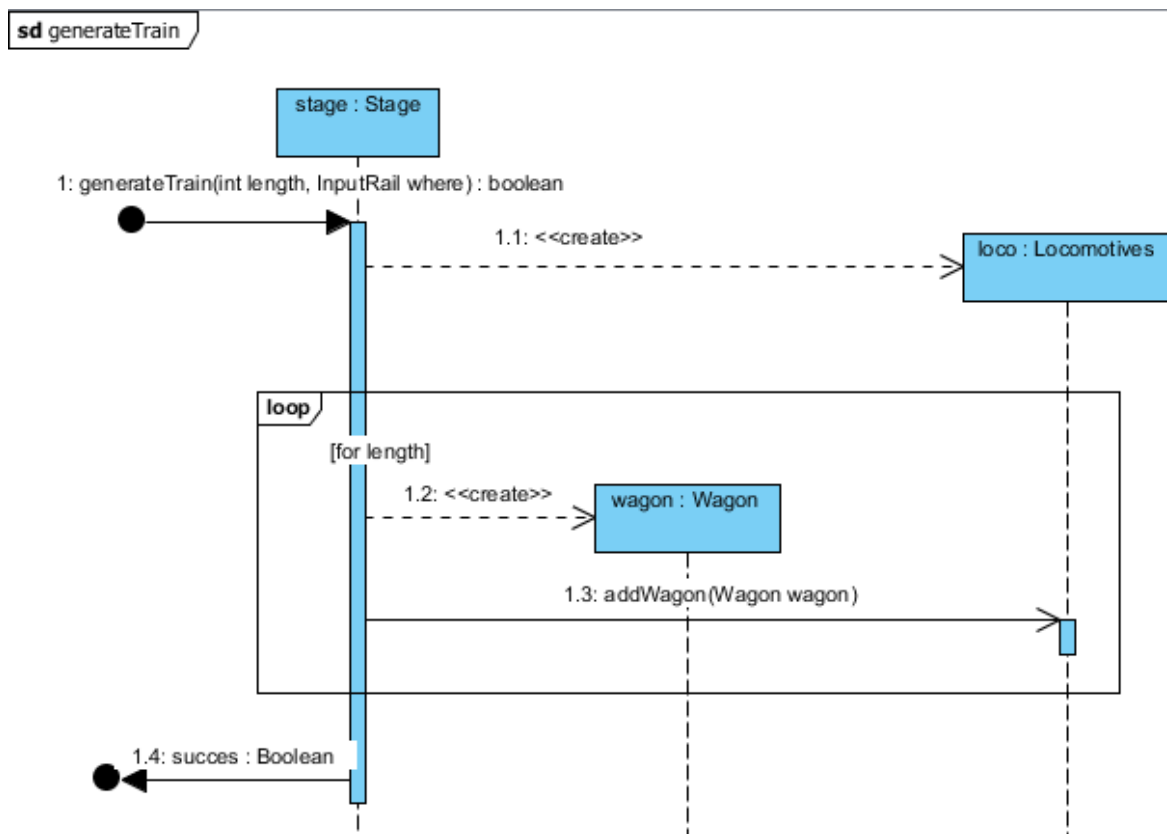 sd generateTrain
stage : Stage
1: generateTrain(int length, InputRail where) : boolean
1.1: <<create>>
loco : Locomotives
loop
[for length]
1.2: <<create>>
wagon : Wagon
1.3: addWagon(Wagon wagon)
1.4: succes : Boolean